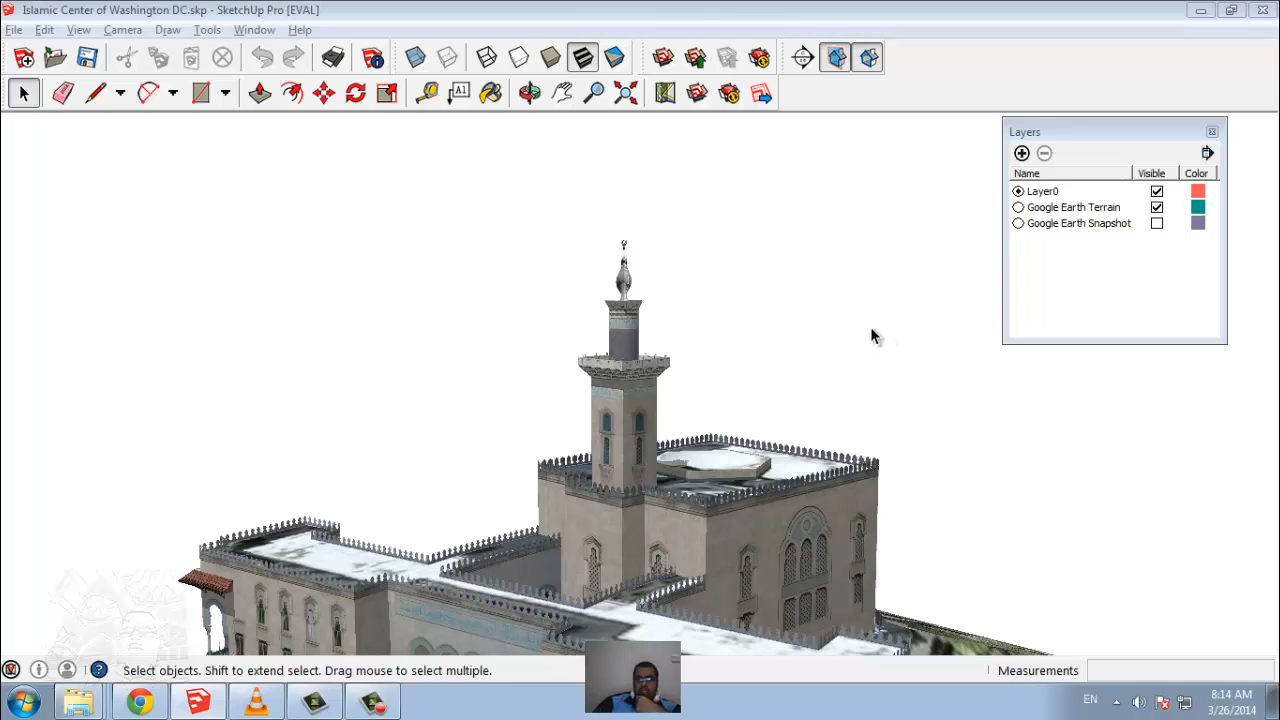 Islamic Center of Washington DC.skp - SketchUp Pro [EVAL]
File Edit View Camera Draw Tools Window Help
A1
Layers
Name Visible Color
Layer0
Google Earth Terrain
Google Earth Snapshot
Select objects. Shift to extend select. Drag mouse to select multiple.
Measurements
EN
8:14 AM
3/26/2014